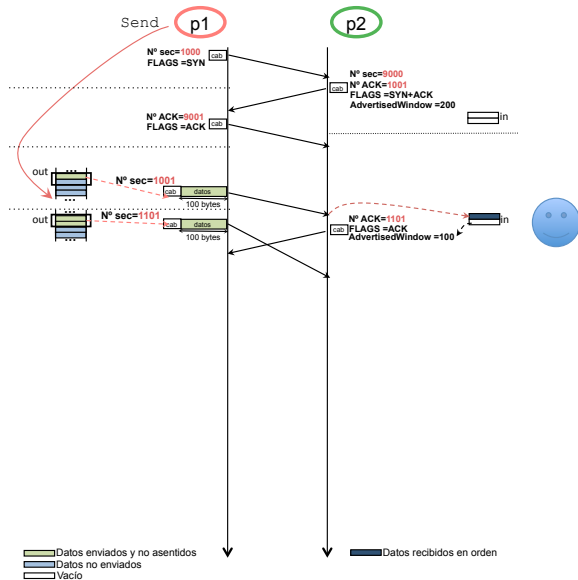 Send
p1
p2
Nº sec=1000
FLAGS =SYN
cab
Nº sec=9000
Nº ACK=1001
FLAGS =SYN+ACK
AdvertisedWindow =200
cab
in
Nº ACK=9001
FLAGS =ACK
cab
out
...
...
Nº sec=1001
cab
datos
100 bytes
out
...
...
Nº sec=1101
cab
datos
100 bytes
Nº ACK=1101
FLAGS =ACK
AdvertisedWindow =100
cab
in
Datos enviados y no asentidos
Datos no enviados
Vacío
Datos recibidos en orden